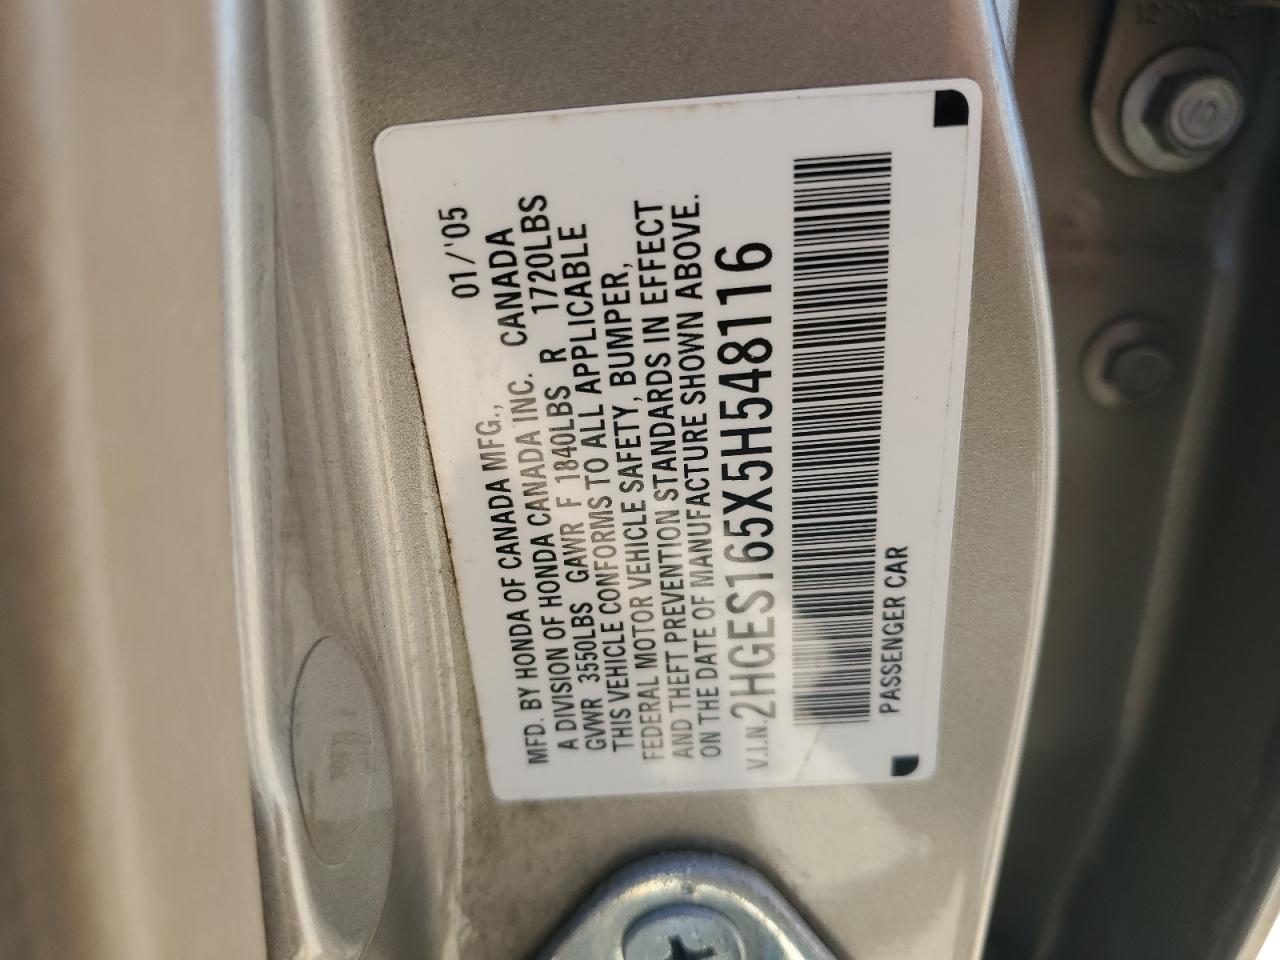 MFD. BY HONDA OF CANADA MFG., 01/'05
A DIVISION OF HONDA CANADA INC. CANADA
GVWR 3550LBS GAWR F 1840LBS R 1720LBS
THIS VEHICLE CONFORMS TO ALL APPLICABLE
FEDERAL MOTOR VEHICLE SAFETY, BUMPER,
AND THEFT PREVENTION STANDARDS IN EFFECT
ON THE DATE OF MANUFACTURE SHOWN ABOVE.
V.I.N. 2HGES165X5H548116
PASSENGER CAR